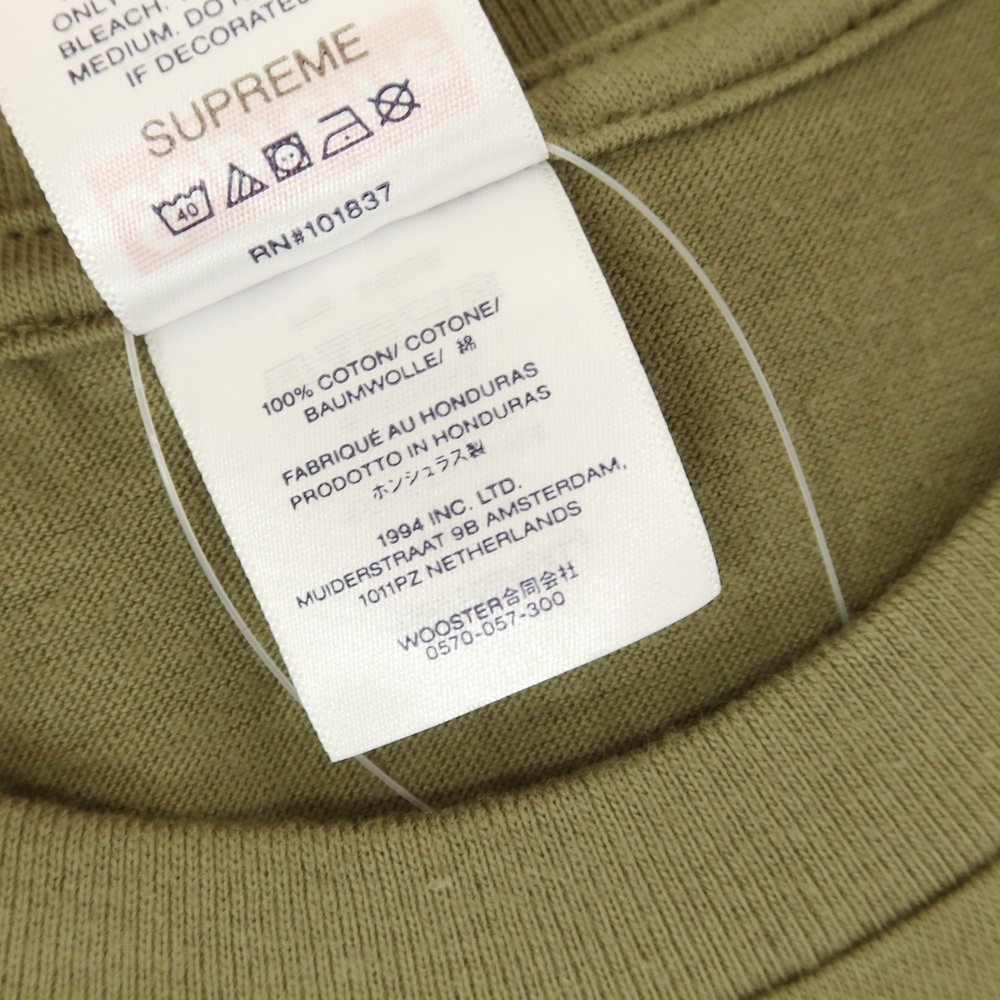 ONLY
BLEACH.
MEDIUM. DO
IF DECORATED
SUPREME
40
RN#101837
100% COTON/ COTONE/
BAUMWOLLE/ 綿
FABRIQUÉ AU HONDURAS
PRODOTTO IN HONDURAS
ホンジュラス製
1994 INC. LTD.
MUIDERSTRAAT 9B AMSTERDAM,
1011PZ NETHERLANDS
WOOSTER合同会社
0570-057-300